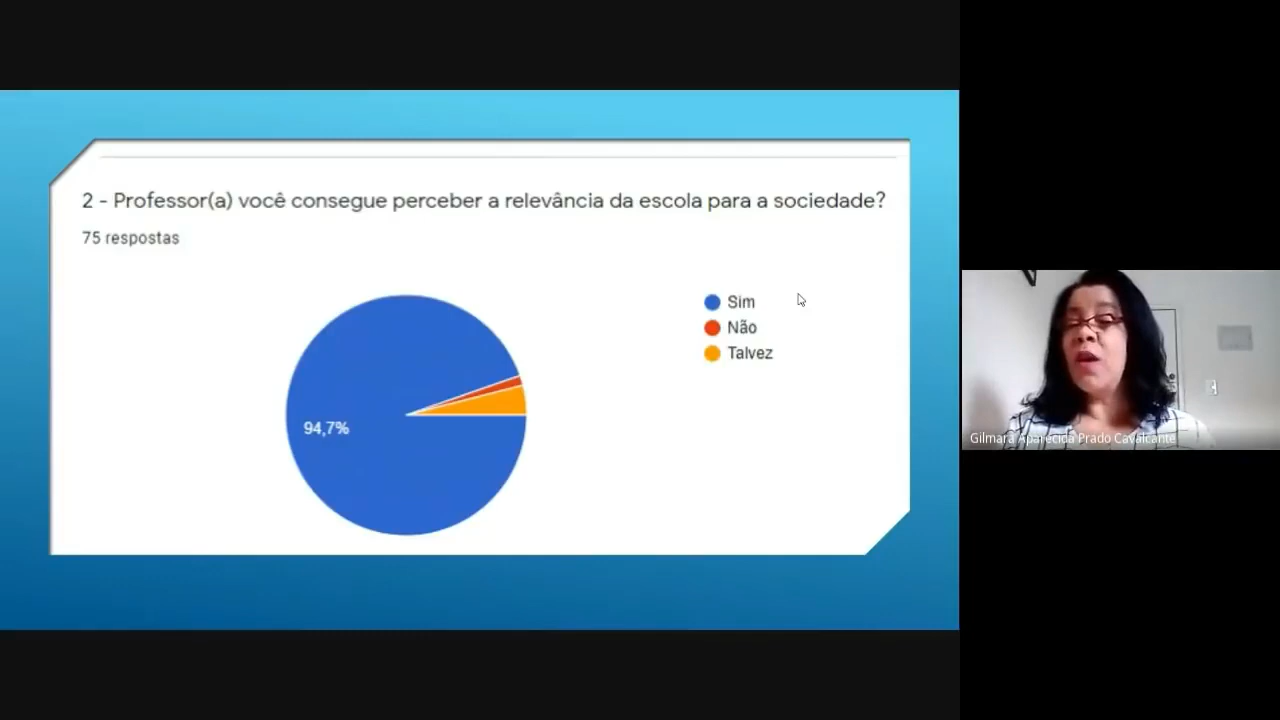 2 - Professor(a) você consegue perceber a relevância da escola para a sociedade?
75 respostas
Sim
Não
Talvez
94,7%
Gilmara Aparecida Prado Cavalcante